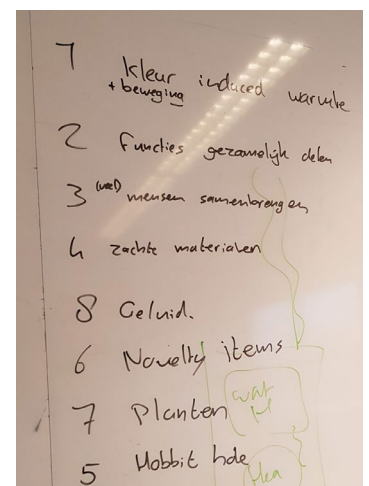 1 kleur induced warmte
+ beweging
2 functies gezamelijk delen
3 (veel) mensen samenbrengen
4 zachte materialen
8 Geluid.
6 Novelty items
7 Planten
5 Hobbit hole